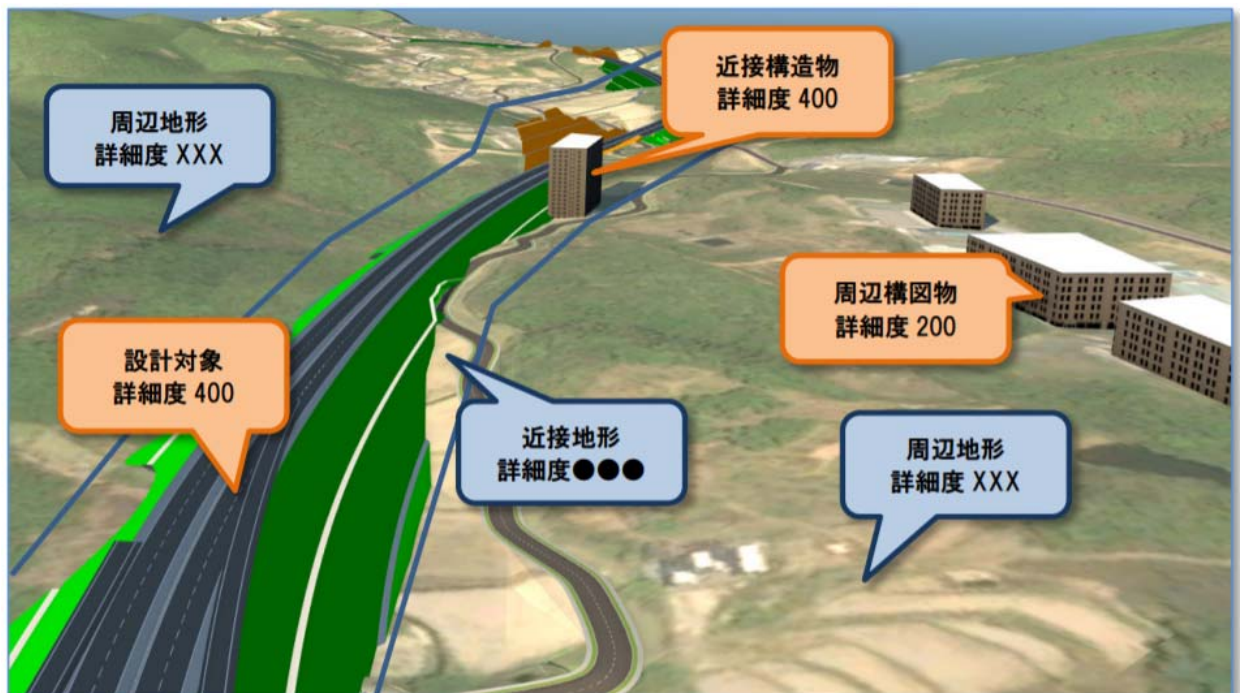 近接構造物
詳細度 400
周辺地形
詳細度 XXX
周辺構図物
詳細度 200
設計対象
詳細度 400
近接地形
詳細度●●●
周辺地形
詳細度 XXX